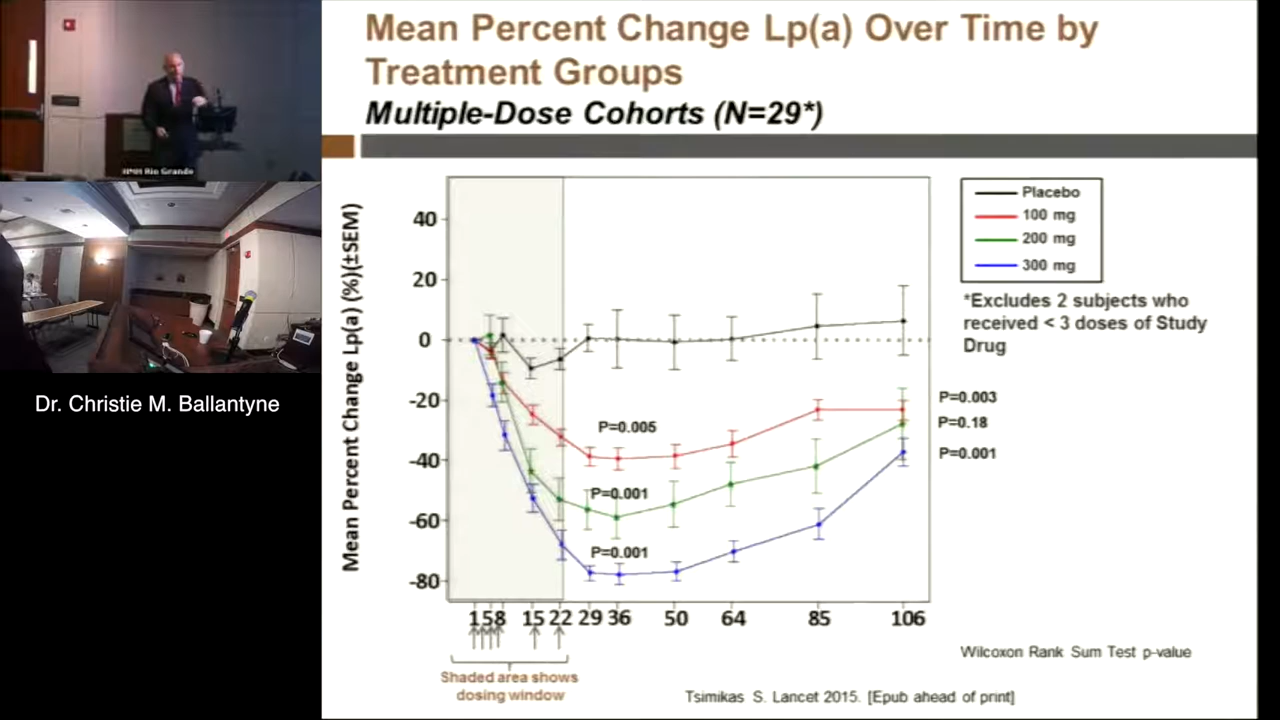 Mean Percent Change Lp(a) Over Time by
Treatment Groups
Multiple-Dose Cohorts (N=29*)
Rio Grande
Dr. Christie M. Ballantyne
Mean Percent Change Lp(a) (%)(±SEM)
40
20
0
-20
-40
-60
-80
P=0.005
P=0.001
P=0.001
1 5 8 15 22 29 36 50 64 85 106
Shaded area shows
dosing window
Placebo
100 mg
200 mg
300 mg
*Excludes 2 subjects who
received < 3 doses of Study
Drug
P=0.003
P=0.18
P=0.001
Wilcoxon Rank Sum Test p-value
Tsimikas S. Lancet 2015. [Epub ahead of print]